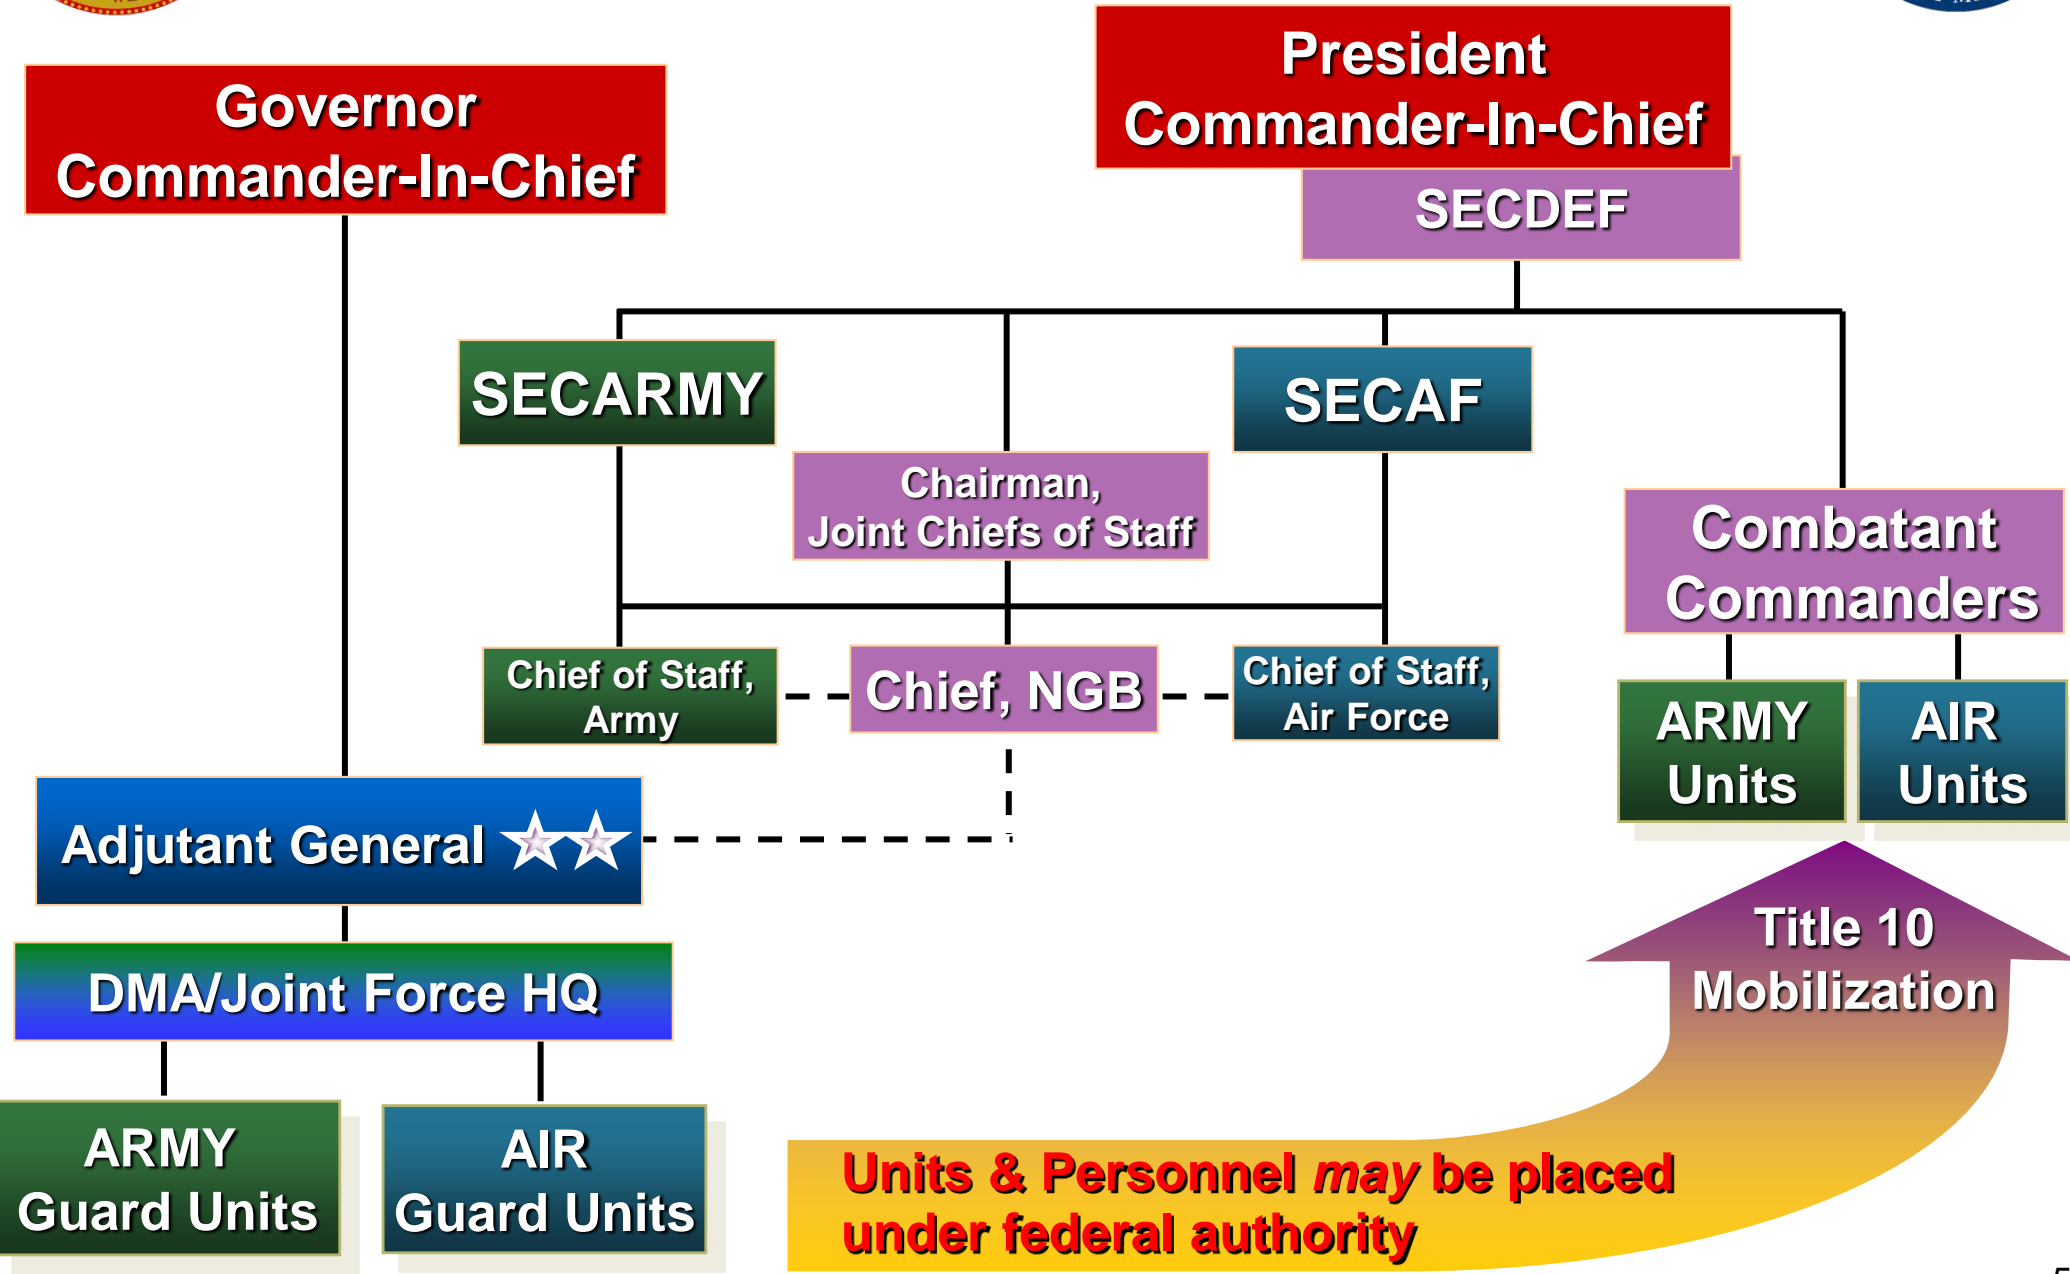 Governor
Commander-In-Chief
President
Commander-In-Chief
SECDEF
SECARMY
SECAF
Chairman,
Joint Chiefs of Staff
Combatant
Commanders
Chief of Staff,
Army
Chief, NGB
Chief of Staff,
Air Force
ARMY
Units
AIR
Units
Adjutant General
DMA/Joint Force HQ
Title 10
Mobilization
ARMY
Guard Units
AIR
Guard Units
Units & Personnel may be placed
under federal authority